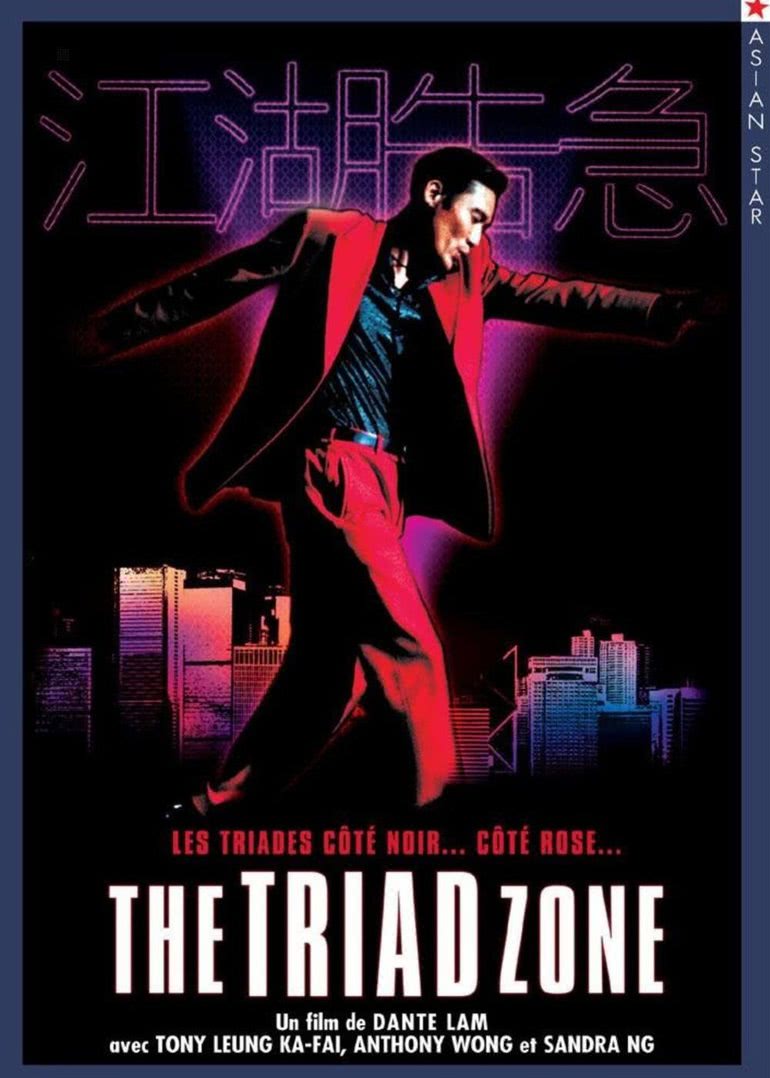 ASIAN STAR
江湖告急
LES TRIADES CÔTÉ NOIR... CÔTÉ ROSE...
THE TRIAD ZONE
Un film de DANTE LAM
avec TONY LEUNG KA-FAI, ANTHONY WONG et SANDRA NG